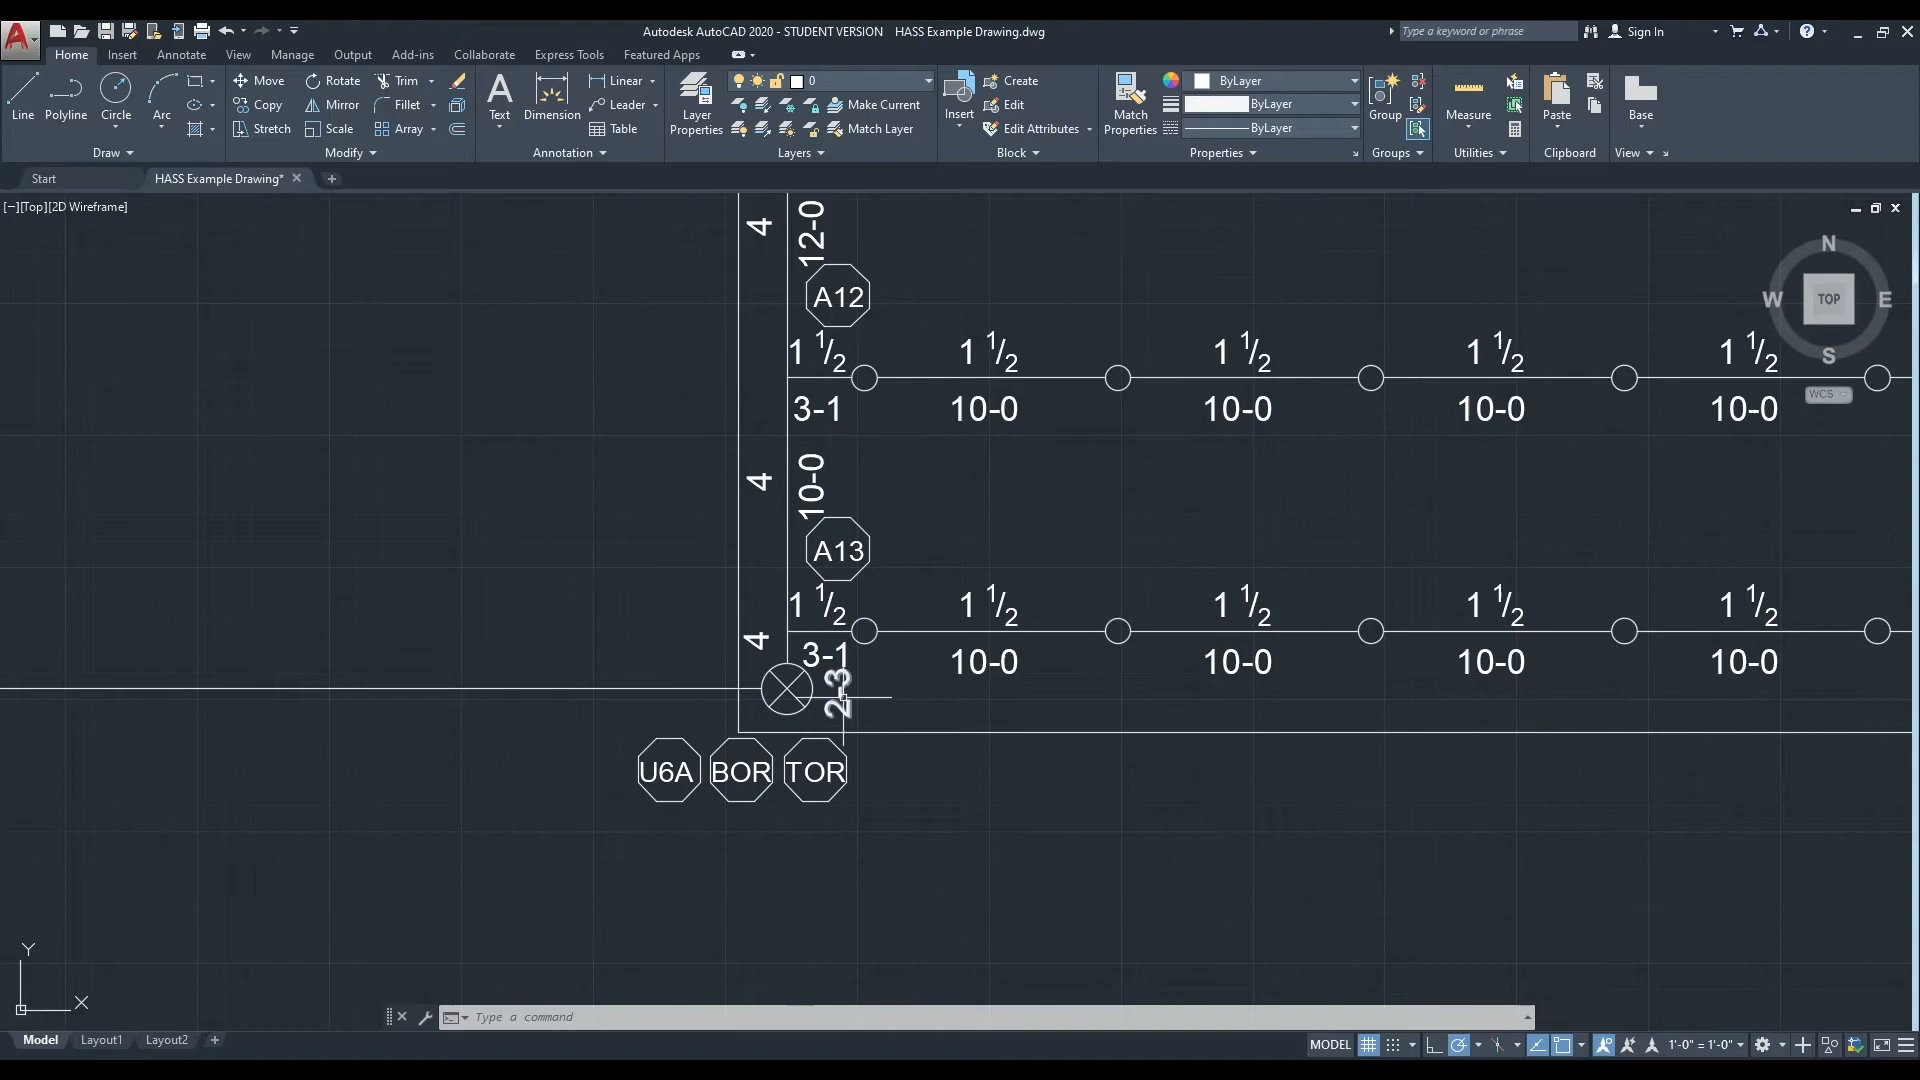 Autodesk AutoCAD 2020 - STUDENT VERSION HASS Example Drawing.dwg
Type a keyword or phrase
Sign In
Home Insert Annotate Parametric View Manage Output Add-ins Collaborate Express Tools Featured Apps
Line Polyline Circle Arc
Move Rotate Trim
Copy Mirror Fillet
Stretch Scale Array
Text Dimension
Linear
Leader
Table
Layer Properties
0
Make Current
Match Layer
Insert
Create
Edit
Edit Attributes
Match Properties
ByLayer
ByLayer
ByLayer
Group
Measure
Paste
Base
Draw Modify Annotation Layers Block Properties Groups Utilities Clipboard View
Start HASS Example Drawing*
[−][Top][2D Wireframe]
N
W TOP E
S
WCS
4 12-0
A12
1 1/2 1 1/2 1 1/2 1 1/2 1 1/2
3-1 10-0 10-0 10-0 10-0
4 10-0
A13
1 1/2 1 1/2 1 1/2 1 1/2 1 1/2
4
3-1 10-0 10-0 10-0 10-0
2-3
U6A BOR TOR
Y
X
Type a command
Model Layout1 Layout2
MODEL 1'-0" = 1'-0"